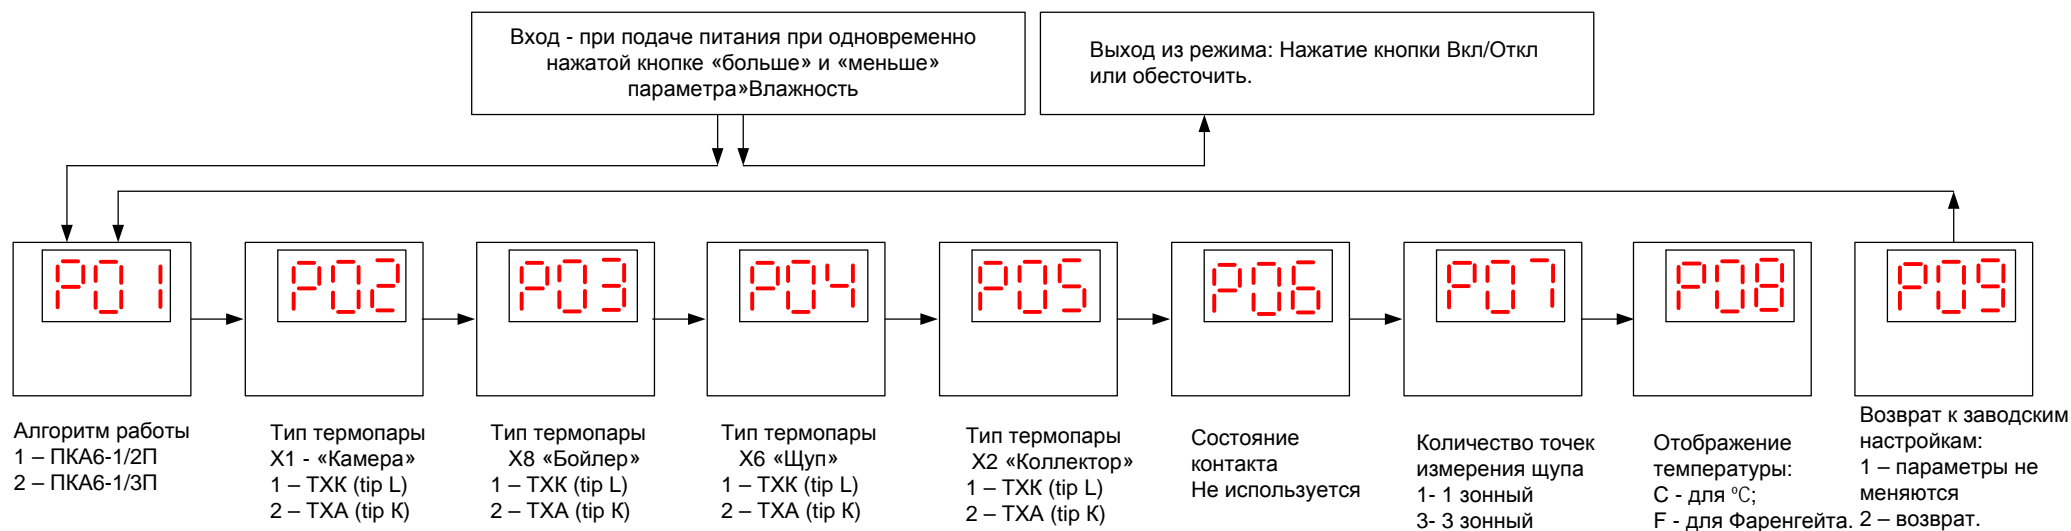 Вход - при подаче питания при одновременно
нажатой кнопке «больше» и «меньше»
параметра»Влажность
Выход из режима: Нажатие кнопки Вкл/Откл
или обесточить.
P01
P02
P03
P04
P05
P06
P07
P08
P09
Алгоритм работы
1 – ПКА6-1/2П
2 – ПКА6-1/3П
Тип термопары
X1 - «Камера»
1 – ТХК (tip L)
2 – ТХА (tip K)
Тип термопары
X8 «Бойлер»
1 – ТХК (tip L)
2 – ТХА (tip K)
Тип термопары
X6 «Щуп»
1 – ТХК (tip L)
2 – ТХА (tip K)
Тип термопары
X2 «Коллектор»
1 – ТХК (tip L)
2 – ТХА (tip K)
Состояние
контакта
Не используется
Количество точек
измерения щупа
1- 1 зонный
3- 3 зонный
Отображение
температуры:
С - для ℃;
F - для Фаренгейта.
Возврат к заводским
настройкам:
1 – параметры не
меняются
2 – возврат.